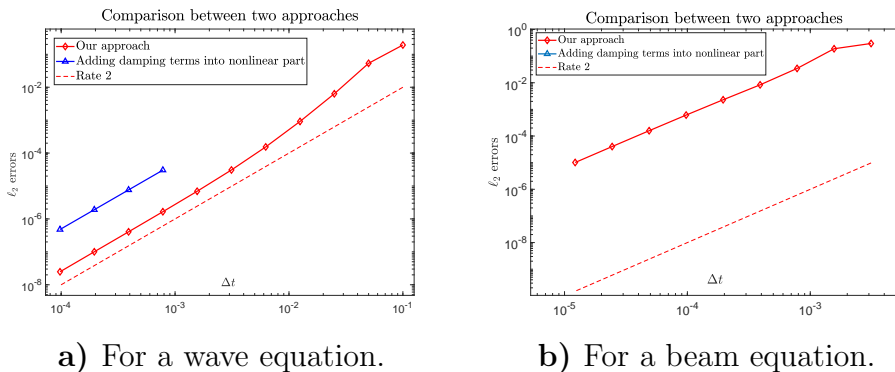 Comparison between two approaches
Our approach
Adding damping terms into nonlinear part
Rate 2
10^-2
10^-4
10^-6
10^-8
ℓ2 errors
Δt
10^-4
10^-3
10^-2
10^-1
a) For a wave equation.
Comparison between two approaches
Our approach
Adding damping terms into nonlinear part
Rate 2
10^0
10^-2
10^-4
10^-6
10^-8
ℓ2 errors
Δt
10^-5
10^-4
10^-3
b) For a beam equation.